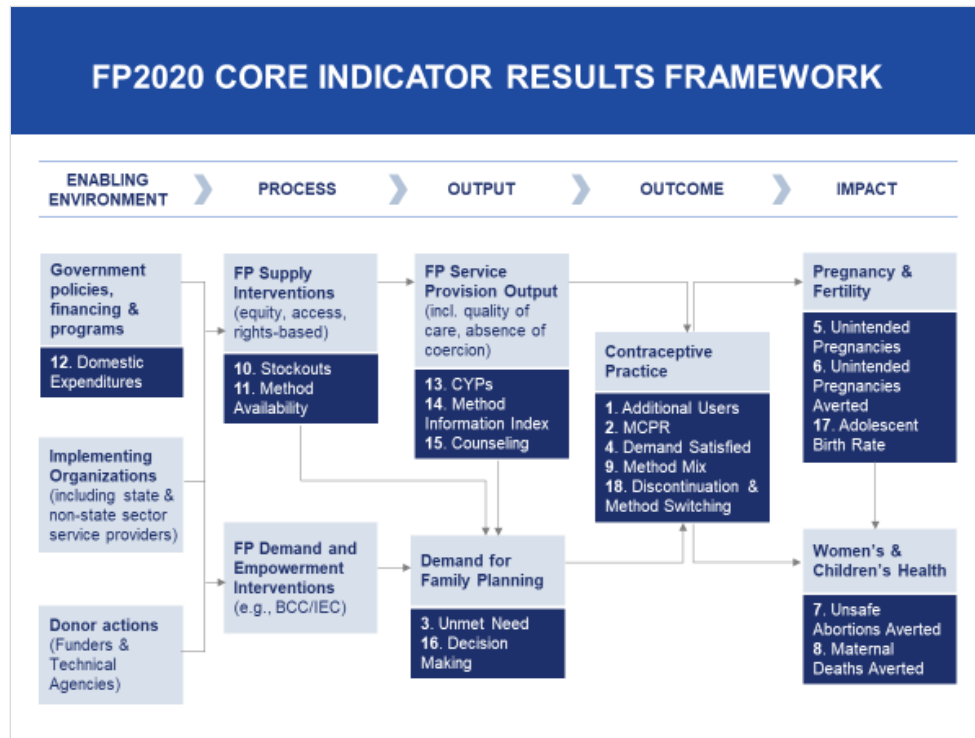 FP2020 CORE INDICATOR RESULTS FRAMEWORK
ENABLING
ENVIRONMENT
PROCESS
OUTPUT
OUTCOME
IMPACT
Government
policies,
financing &
programs
12. Domestic
Expenditures
Implementing
Organizations
(including state &
non-state sector
service providers)
Donor actions
(Funders &
Technical
Agencies)
FP Supply
Interventions
(equity, access,
rights-based)
10. Stockouts
11. Method
Availability
FP Demand and
Empowerment
Interventions
(e.g., BCC/IEC)
FP Service
Provision Output
(incl. quality of
care, absence of
coercion)
13. CYPs
14. Method
Information Index
15. Counseling
Demand for
Family Planning
3. Unmet Need
16. Decision
Making
Contraceptive
Practice
1. Additional Users
2. MCPR
4. Demand Satisfied
9. Method Mix
18. Discontinuation &
Method Switching
Pregnancy &
Fertility
5. Unintended
Pregnancies
6. Unintended
Pregnancies
Averted
17. Adolescent
Birth Rate
Women's &
Children's Health
7. Unsafe
Abortions Averted
8. Maternal
Deaths Averted